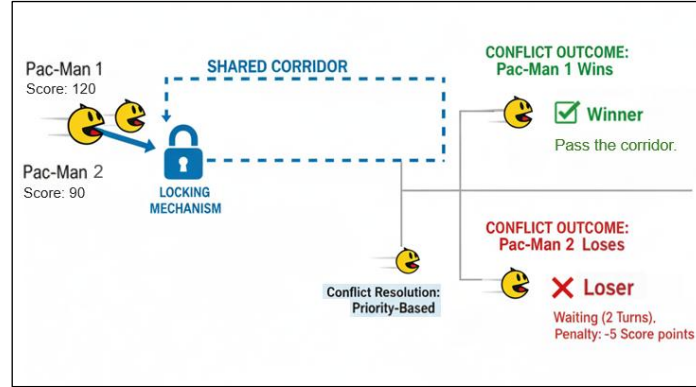 Pac-Man 1
Score: 120
Pac-Man 2
Score: 90
LOCKING
MECHANISM
SHARED CORRIDOR
Conflict Resolution:
Priority-Based
CONFLICT OUTCOME:
Pac-Man 1 Wins
Winner
Pass the corridor.
CONFLICT OUTCOME:
Pac-Man 2 Loses
Loser
Waiting (2 Turns),
Penalty: -5 Score points